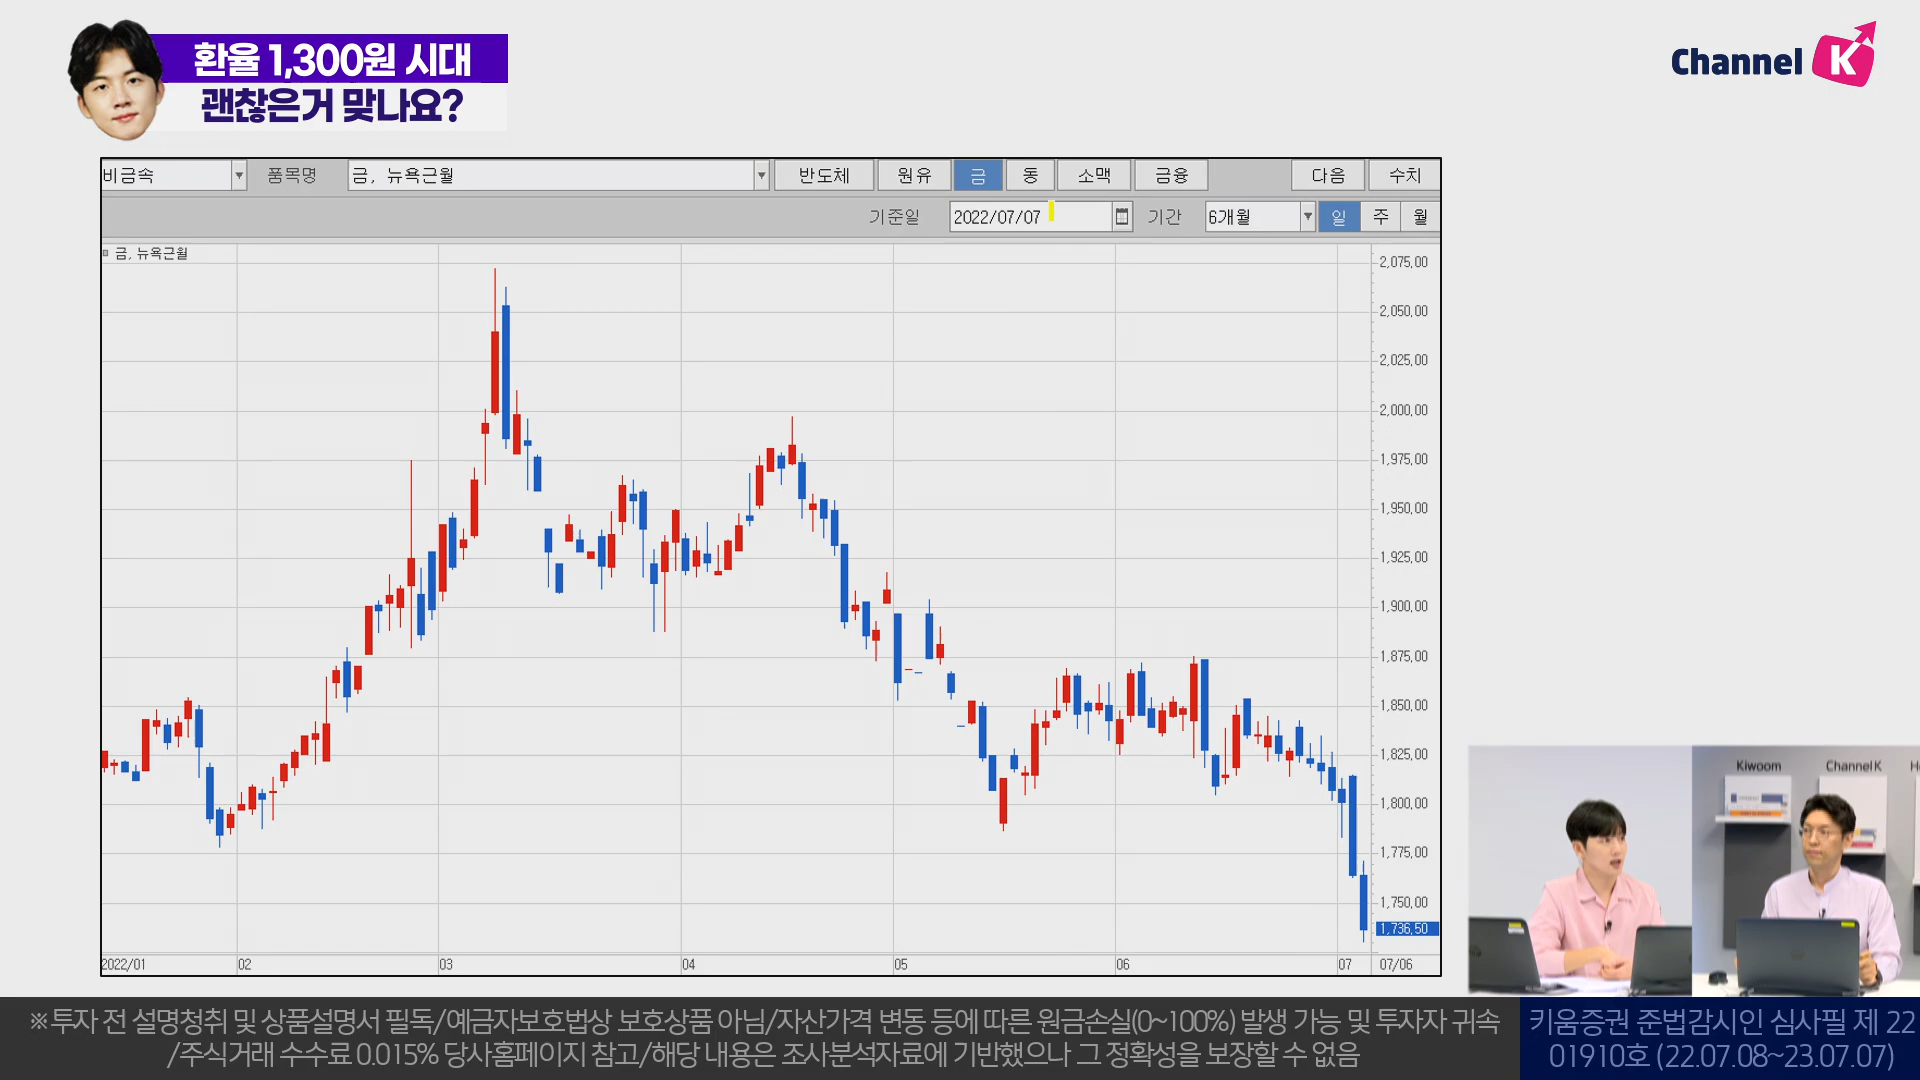 환율 1,300원 시대
괜찮은거 맞나요?
Channel K
비금속 품목명 금, 뉴욕근월 반도체 원유 금 동 소맥 금융 다음 수치
기준일 2022/07/07 기간 6개월 일 주 월
금, 뉴욕근월
2,075.00
2,050.00
2,025.00
2,000.00
1,975.00
1,950.00
1,925.00
1,900.00
1,875.00
1,850.00
1,825.00
1,800.00
1,775.00
1,750.00
1,736.50
2022/01 02 03 04 05 06 07 07/06
Kiwoom Channel K
※투자 전 설명청취 및 상품설명서 필독/예금자보호법상 보호상품 아님/자산가격 변동 등에 따른 원금손실(0~100%) 발생 가능 및 투자자 귀속
/주식거래 수수료 0.015% 당사홈페이지 참고/해당 내용은 조사분석자료에 기반했으나 그 정확성을 보장할 수 없음
키움증권 준법감시인 심사필 제 22
01910호 (22.07.08~23.07.07)